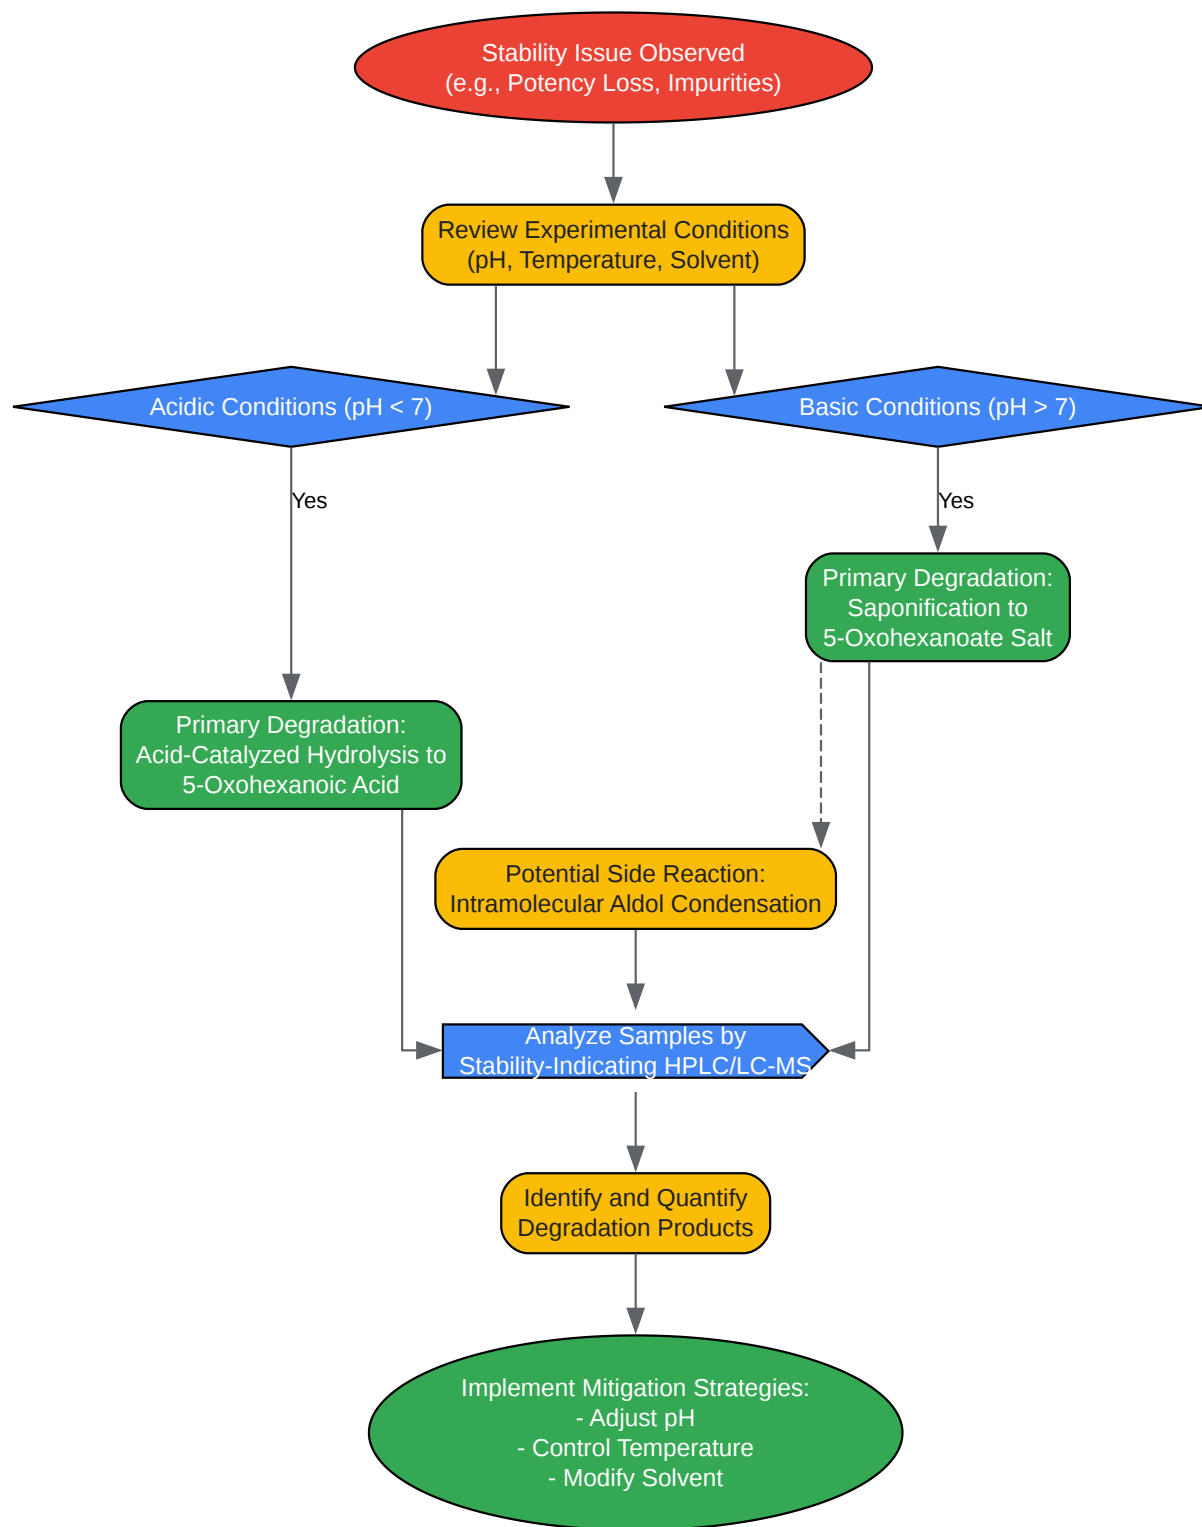 Stability Issue Observed
(e.g., Potency Loss, Impurities)
Review Experimental Conditions
(pH, Temperature, Solvent)
Acidic Conditions (pH < 7)
Basic Conditions (pH > 7)
Yes
Yes
Primary Degradation:
Saponification to
5-Oxohexanoate Salt
Primary Degradation:
Acid-Catalyzed Hydrolysis to
5-Oxohexanoic Acid
Potential Side Reaction:
Intramolecular Aldol Condensation
Analyze Samples by
Stability-Indicating HPLC/LC-MS
Identify and Quantify
Degradation Products
Implement Mitigation Strategies:
- Adjust pH
- Control Temperature
- Modify Solvent